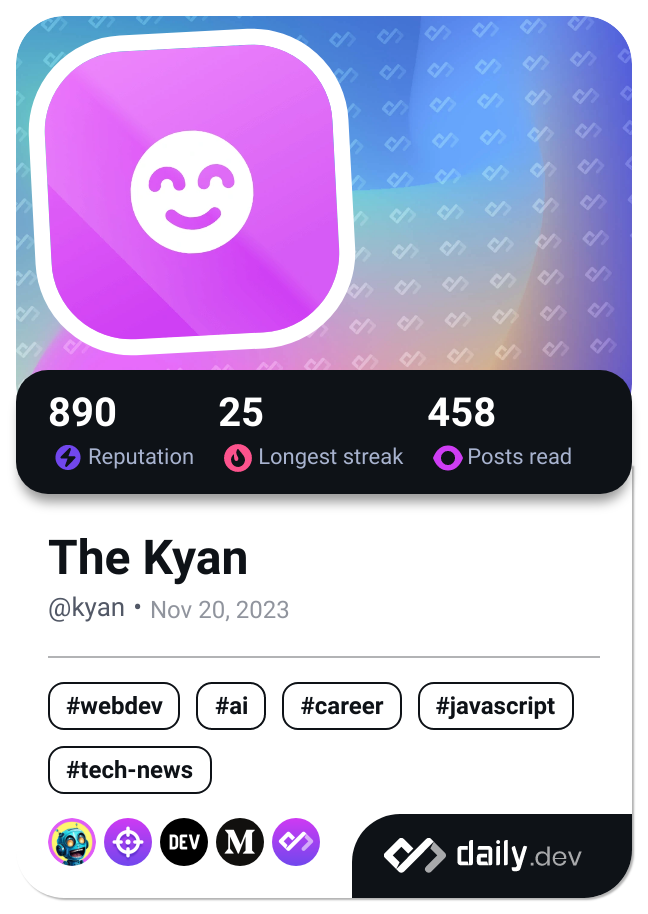 890 25 458
Reputation Longest streak Posts read
The Kyan
@kyan • Nov 20, 2023
#webdev #ai #career #javascript
#tech-news
DEV M daily.dev